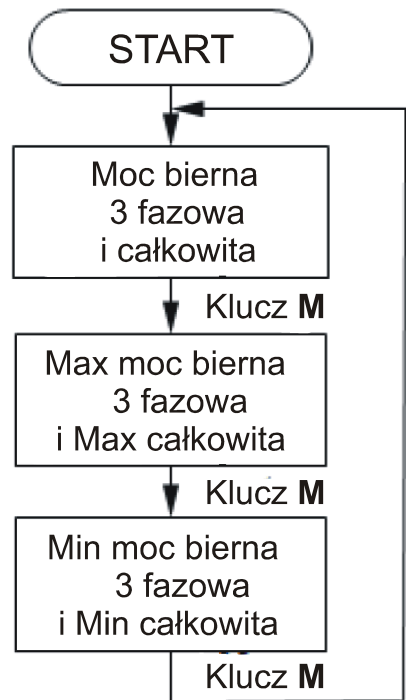 START
Moc bierna
3 fazowa
i całkowita
Klucz M
Max moc bierna
3 fazowa
i Max całkowita
Klucz M
Min moc bierna
3 fazowa
i Min całkowita
Klucz M